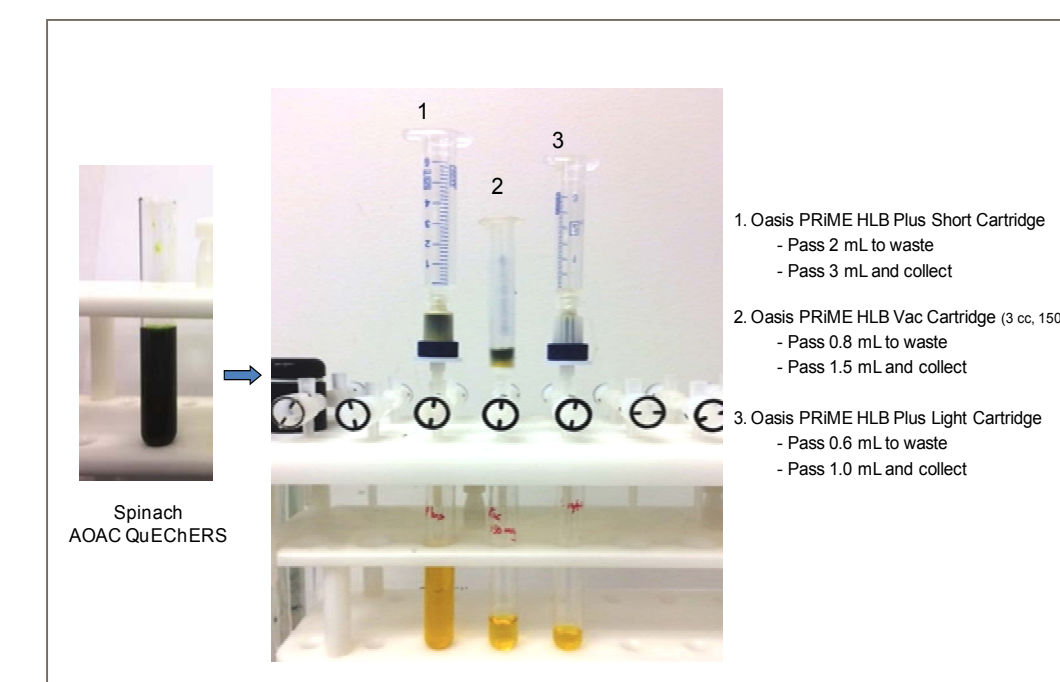 1
2
3
Spinach
AOAC QuEChERS
1. Oasis PRiME HLB Plus Short Cartridge
- Pass 2 mL to waste
- Pass 3 mL and collect
2. Oasis PRiME HLB Vac Cartridge (3 cc, 150
- Pass 0.8 mL to waste
- Pass 1.5 mL and collect
3. Oasis PRiME HLB Plus Light Cartridge
- Pass 0.6 mL to waste
- Pass 1.0 mL and collect